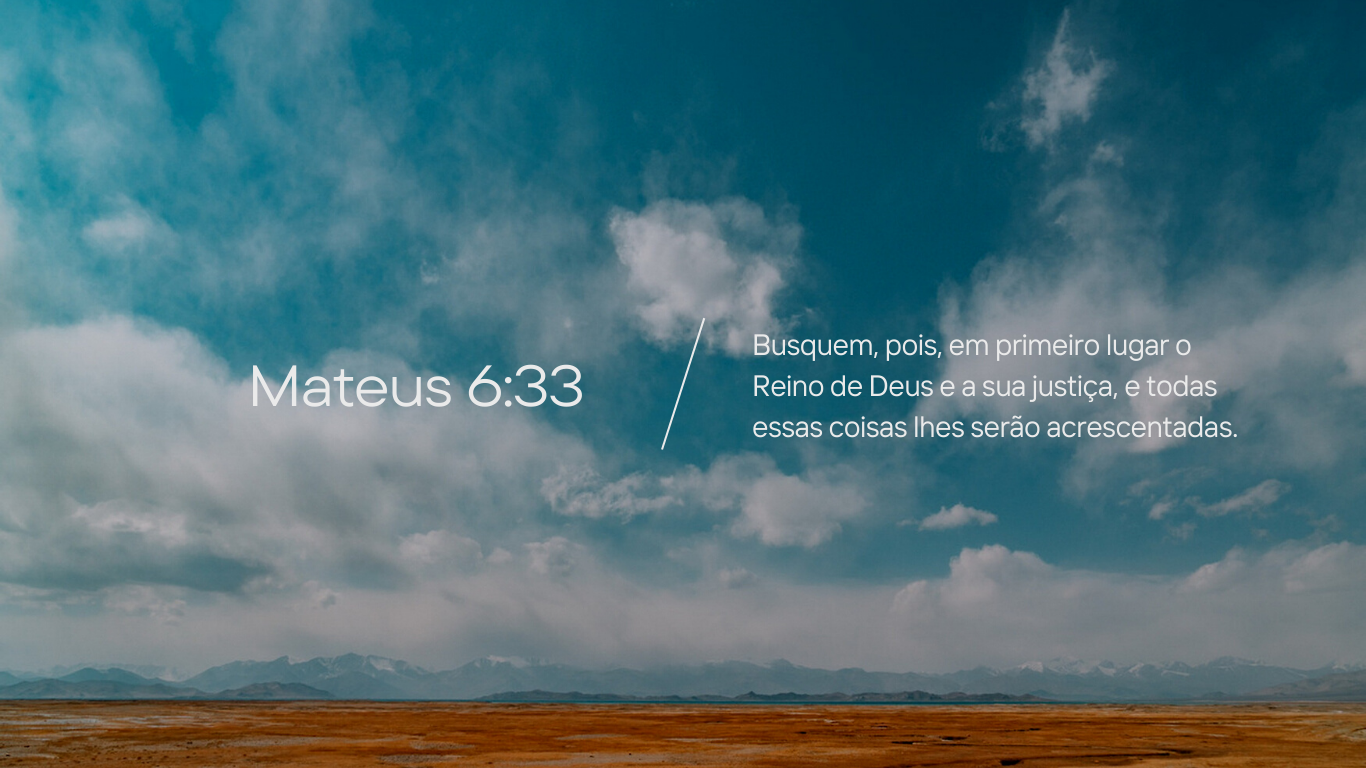 Mateus 6:33
Busquem, pois, em primeiro lugar o
Reino de Deus e a sua justiça, e todas
essas coisas lhes serão acrescentadas.